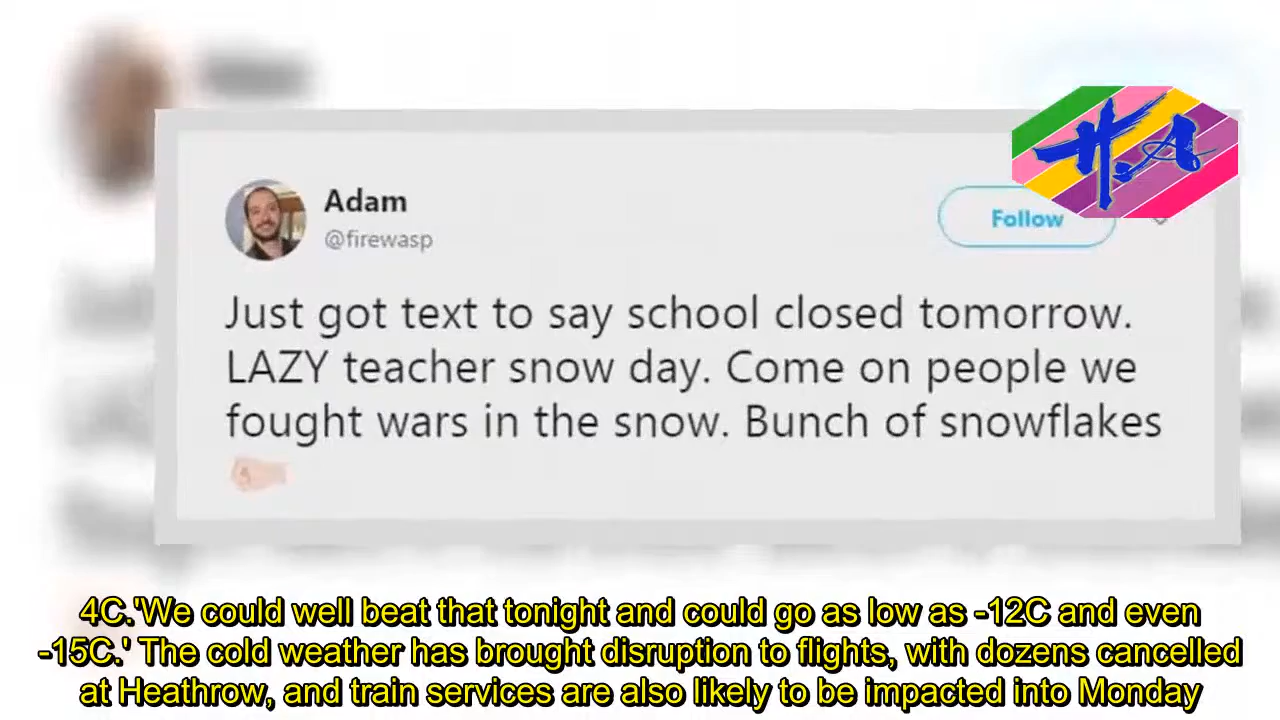 Adam
@firewasp
Follow
H.A
Just got text to say school closed tomorrow.
LAZY teacher snow day. Come on people we
fought wars in the snow. Bunch of snowflakes
4C.'We could well beat that tonight and could go as low as -12C and even
-15C.' The cold weather has brought disruption to flights, with dozens cancelled
at Heathrow, and train services are also likely to be impacted into Monday